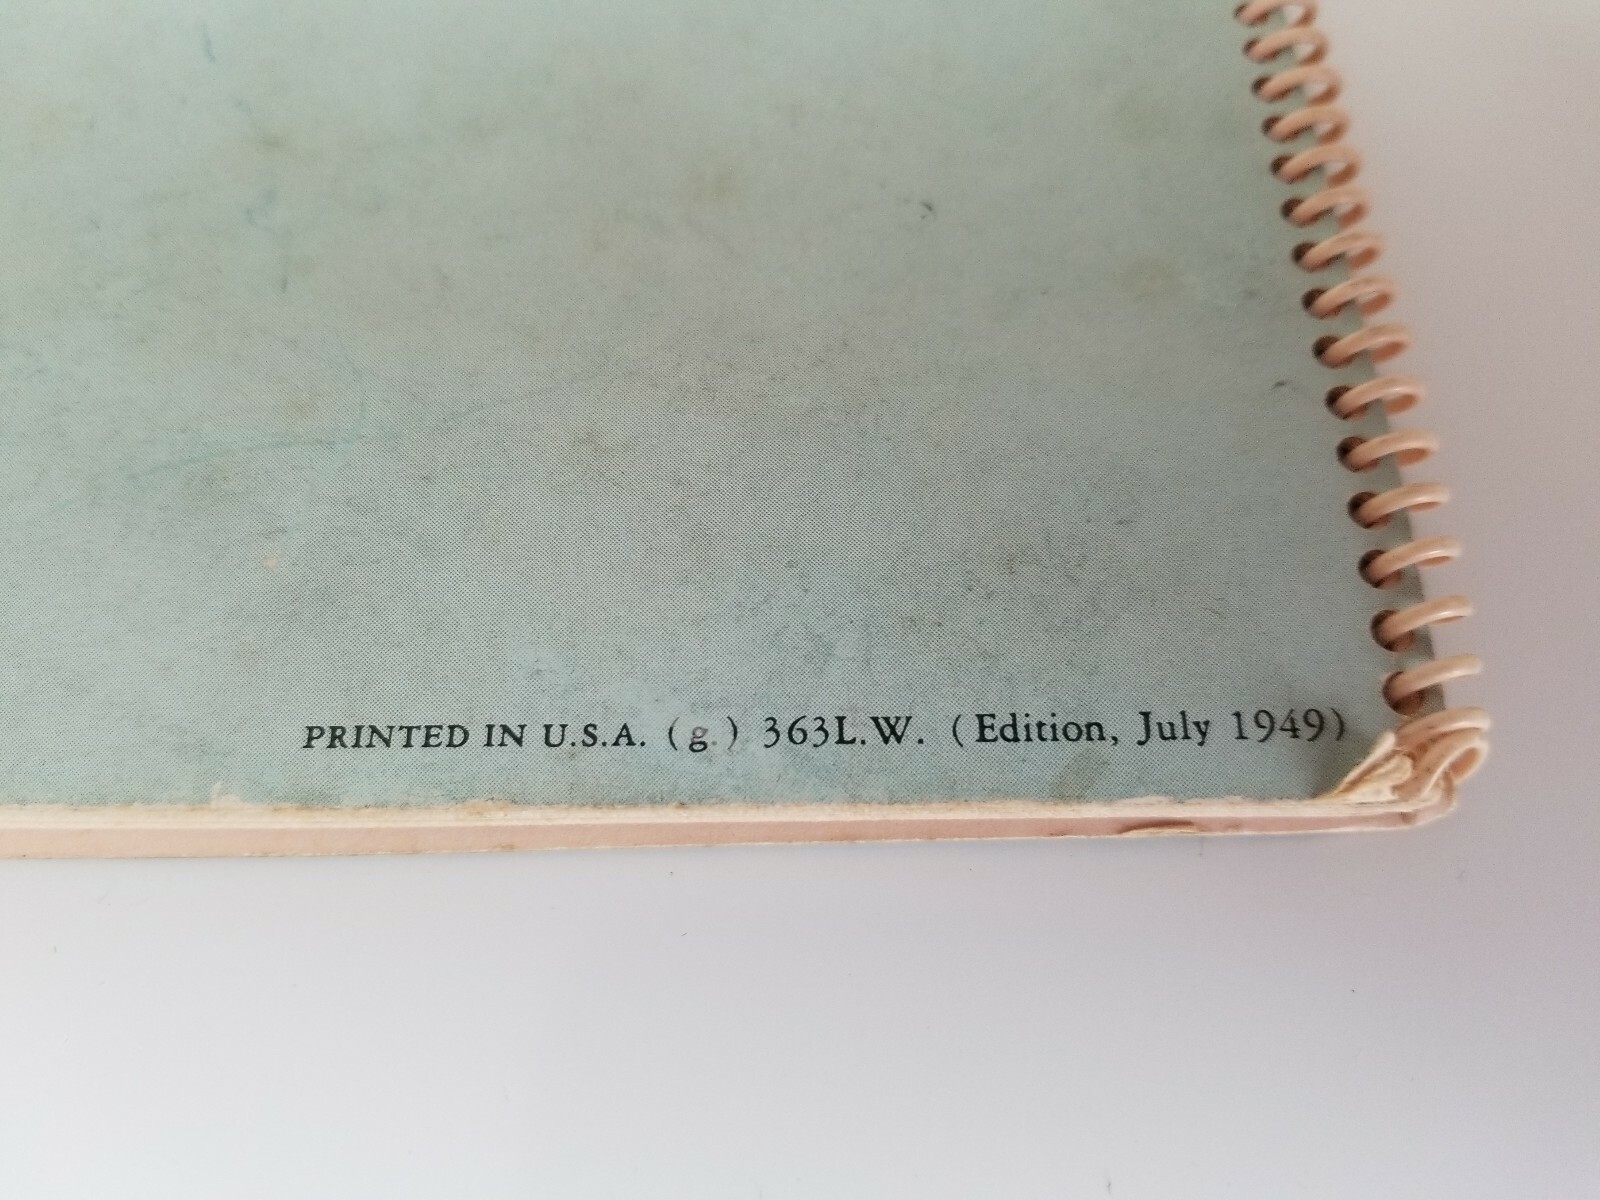 PRINTED IN U.S.A. (g.) 363L.W. (Edition, July 1949)